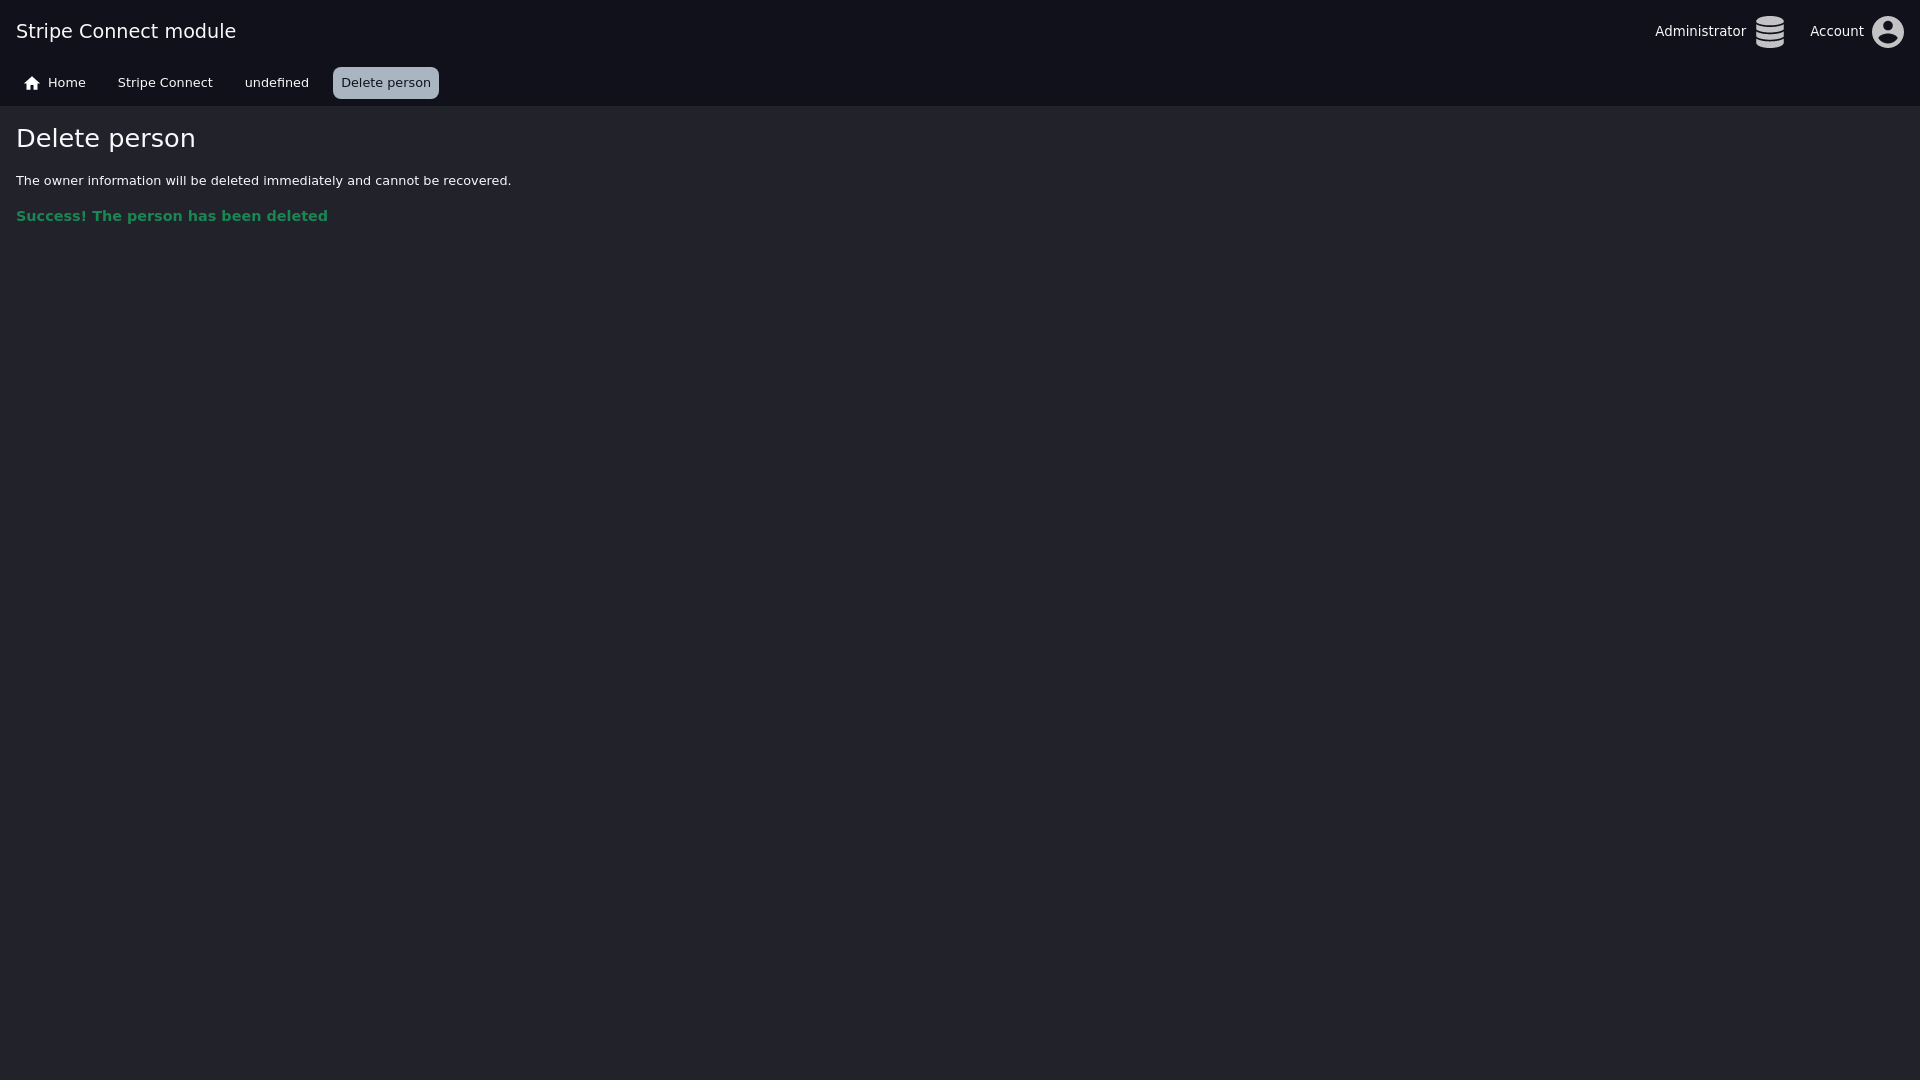 Stripe Connect module
Administrator
Account
Home
Stripe Connect
undefined
Delete person
Delete person
The owner information will be deleted immediately and cannot be recovered.
Success! The person has been deleted